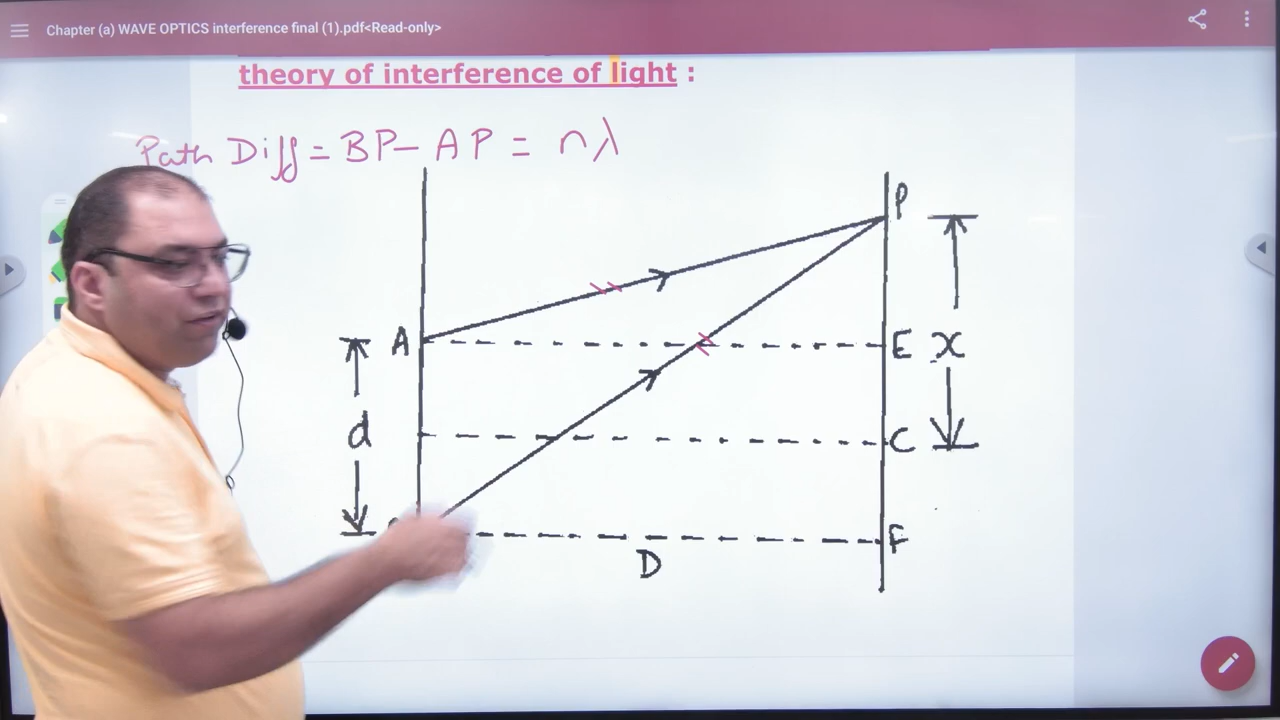 Chapter (a) WAVE OPTICS interference final (1).pdf<Read-only>
theory of interference of light :
Path Diff = BP - AP = nλ
P
A
E x
d
C
F
D